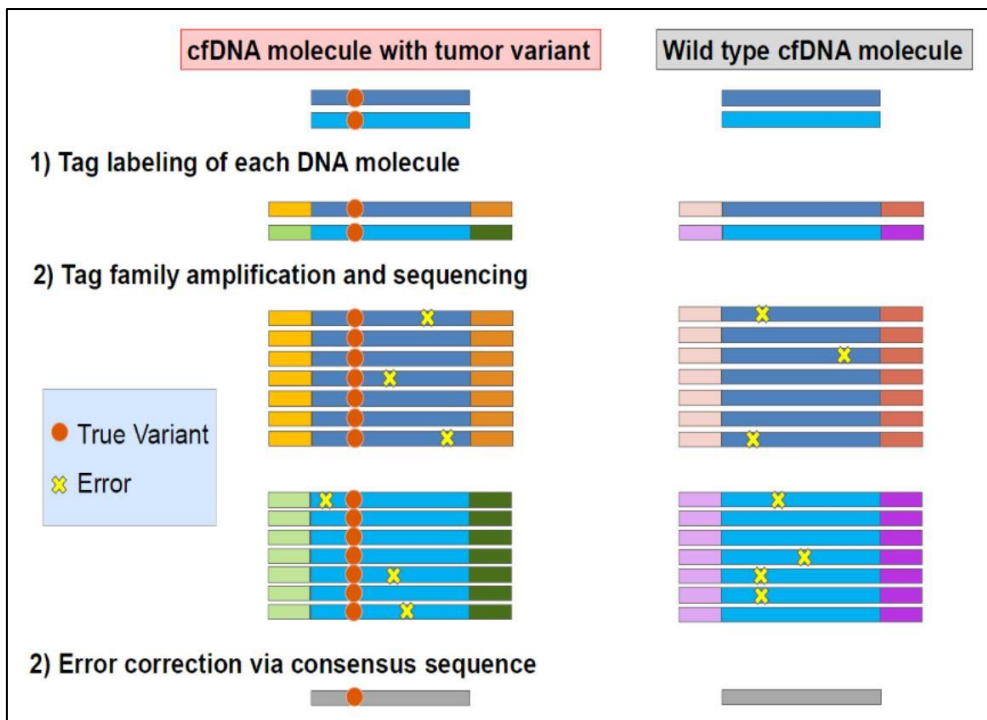 cfDNA molecule with tumor variant
Wild type cfDNA molecule
1) Tag labeling of each DNA molecule
2) Tag family amplification and sequencing
True Variant
Error
2) Error correction via consensus sequence